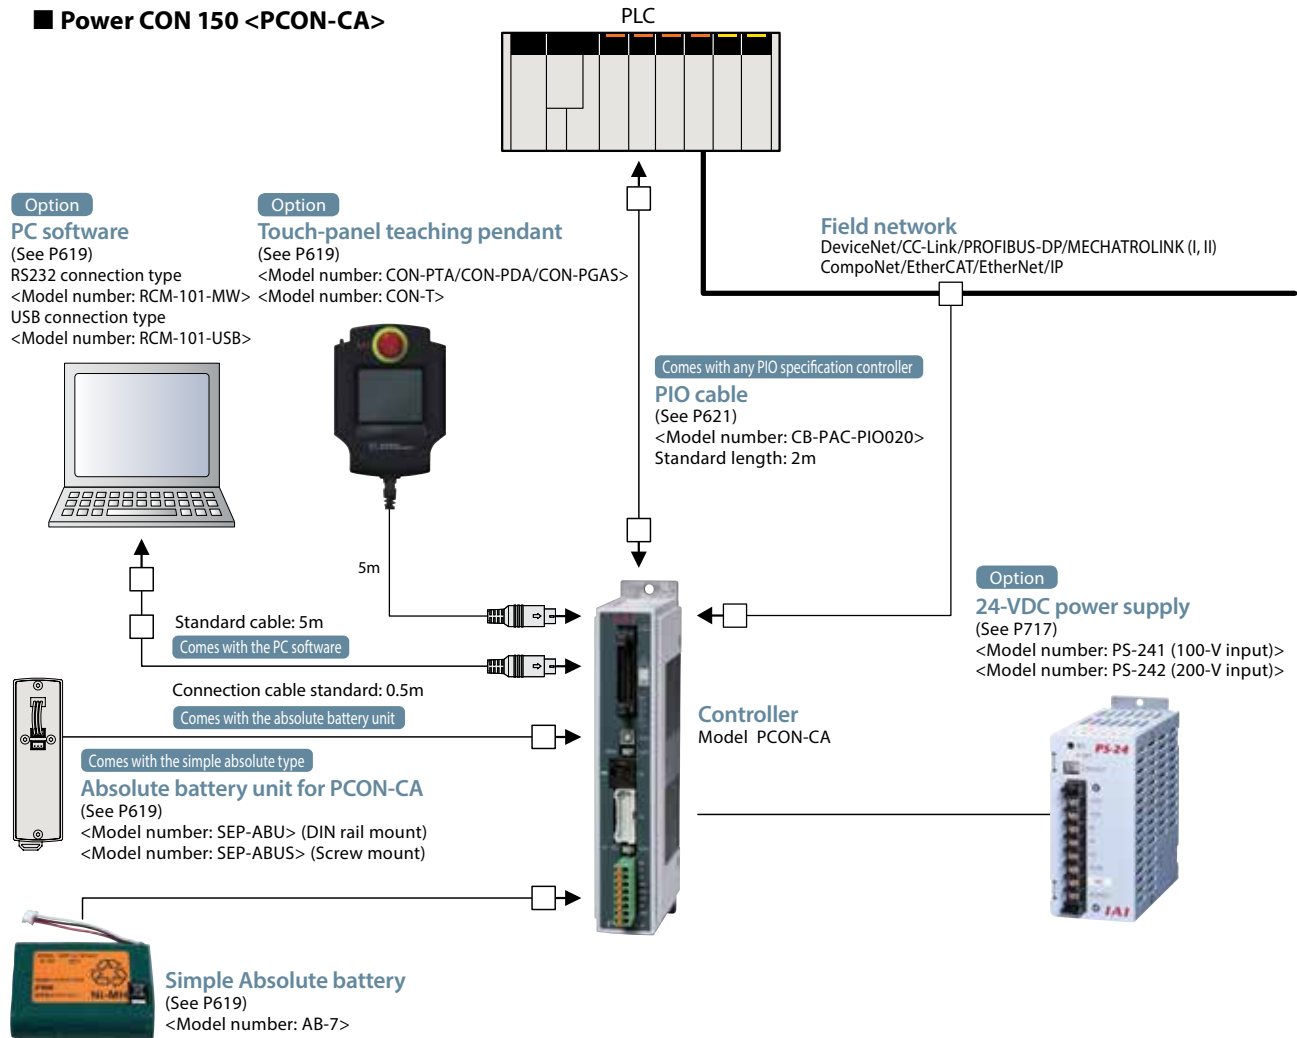 ■ Power CON 150 <PCON-CA>
PLC
Option
PC software
(See P619)
RS232 connection type
<Model number: RCM-101-MW>
USB connection type
<Model number: RCM-101-USB>
Option
Touch-panel teaching pendant
(See P619)
<Model number: CON-PTA/CON-PDA/CON-PGAS>
<Model number: CON-T>
Field network
DeviceNet/CC-Link/PROFIBUS-DP/MECHATROLINK (I, II)
CompoNet/EtherCAT/EtherNet/IP
Comes with any PIO specification controller
PIO cable
(See P621)
<Model number: CB-PAC-PIO020>
Standard length: 2m
5m
Option
24-VDC power supply
(See P717)
<Model number: PS-241 (100-V input)>
<Model number: PS-242 (200-V input)>
Standard cable: 5m
Comes with the PC software
Connection cable standard: 0.5m
Comes with the absolute battery unit
Controller
Model PCON-CA
PS-24
IAI
Comes with the simple absolute type
Absolute battery unit for PCON-CA
(See P619)
<Model number: SEP-ABU> (DIN rail mount)
<Model number: SEP-ABUS> (Screw mount)
Ni-MH
Simple Absolute battery
(See P619)
<Model number: AB-7>